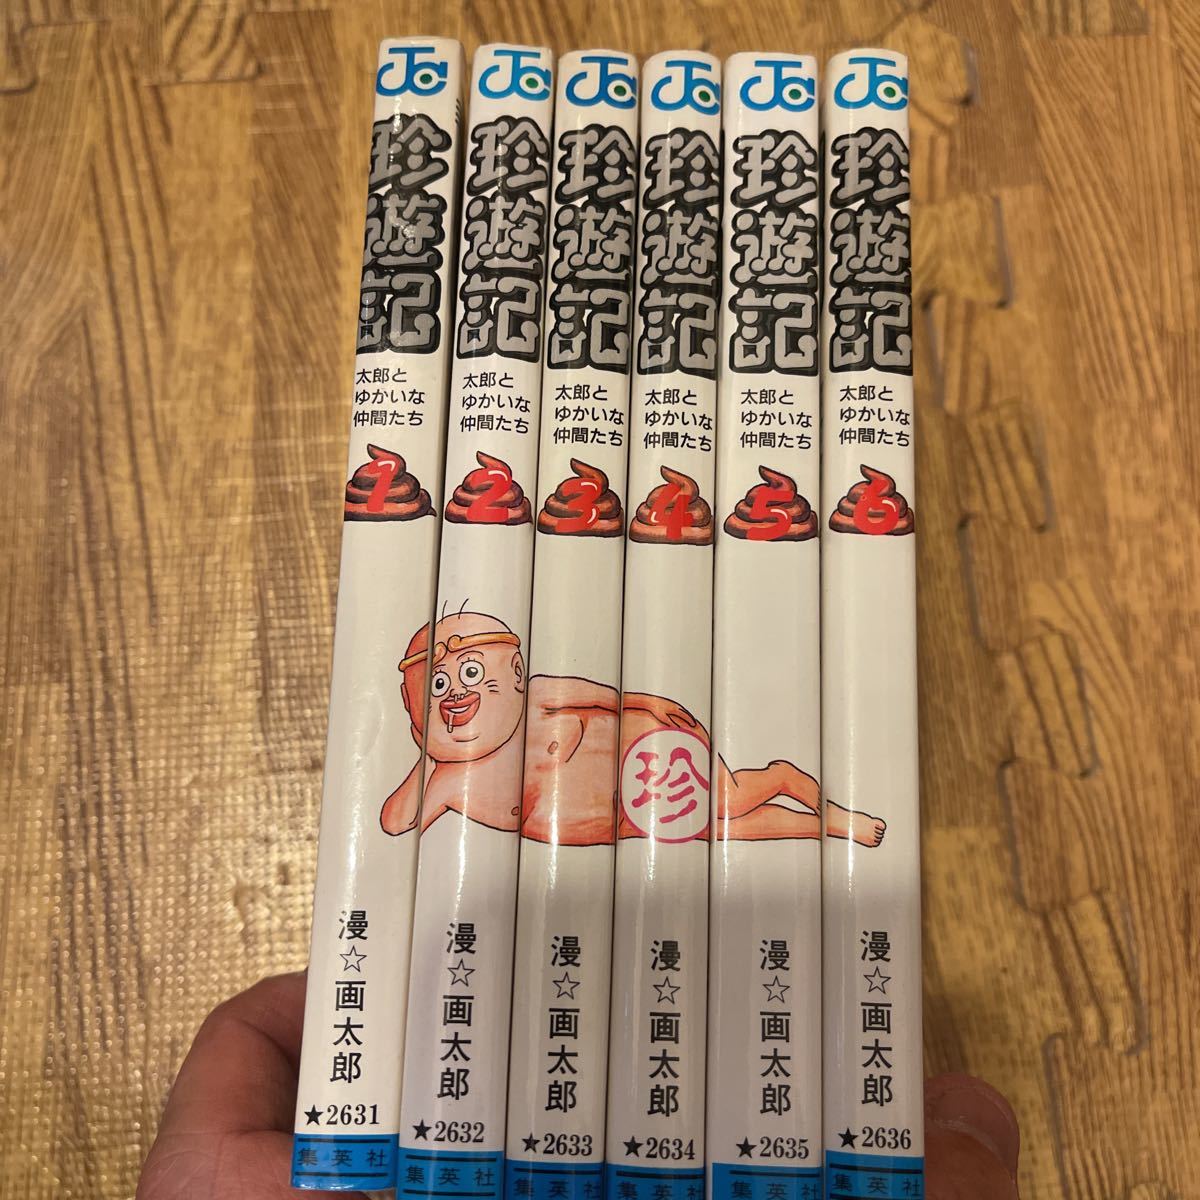 JC
珍遊記
太郎と
ゆかいな
仲間たち
1
漫☆画太郎
★2631
集英社
JC
珍遊記
太郎と
ゆかいな
仲間たち
2
漫☆画太郎
★2632
集英社
JC
珍遊記
太郎と
ゆかいな
仲間たち
3
漫☆画太郎
★2633
集英社
JC
珍遊記
太郎と
ゆかいな
仲間たち
4
珍
漫☆画太郎
★2634
集英社
JC
珍遊記
太郎と
ゆかいな
仲間たち
5
漫☆画太郎
★2635
集英社
JC
珍遊記
太郎と
ゆかいな
仲間たち
6
漫☆画太郎
★2636
集英社